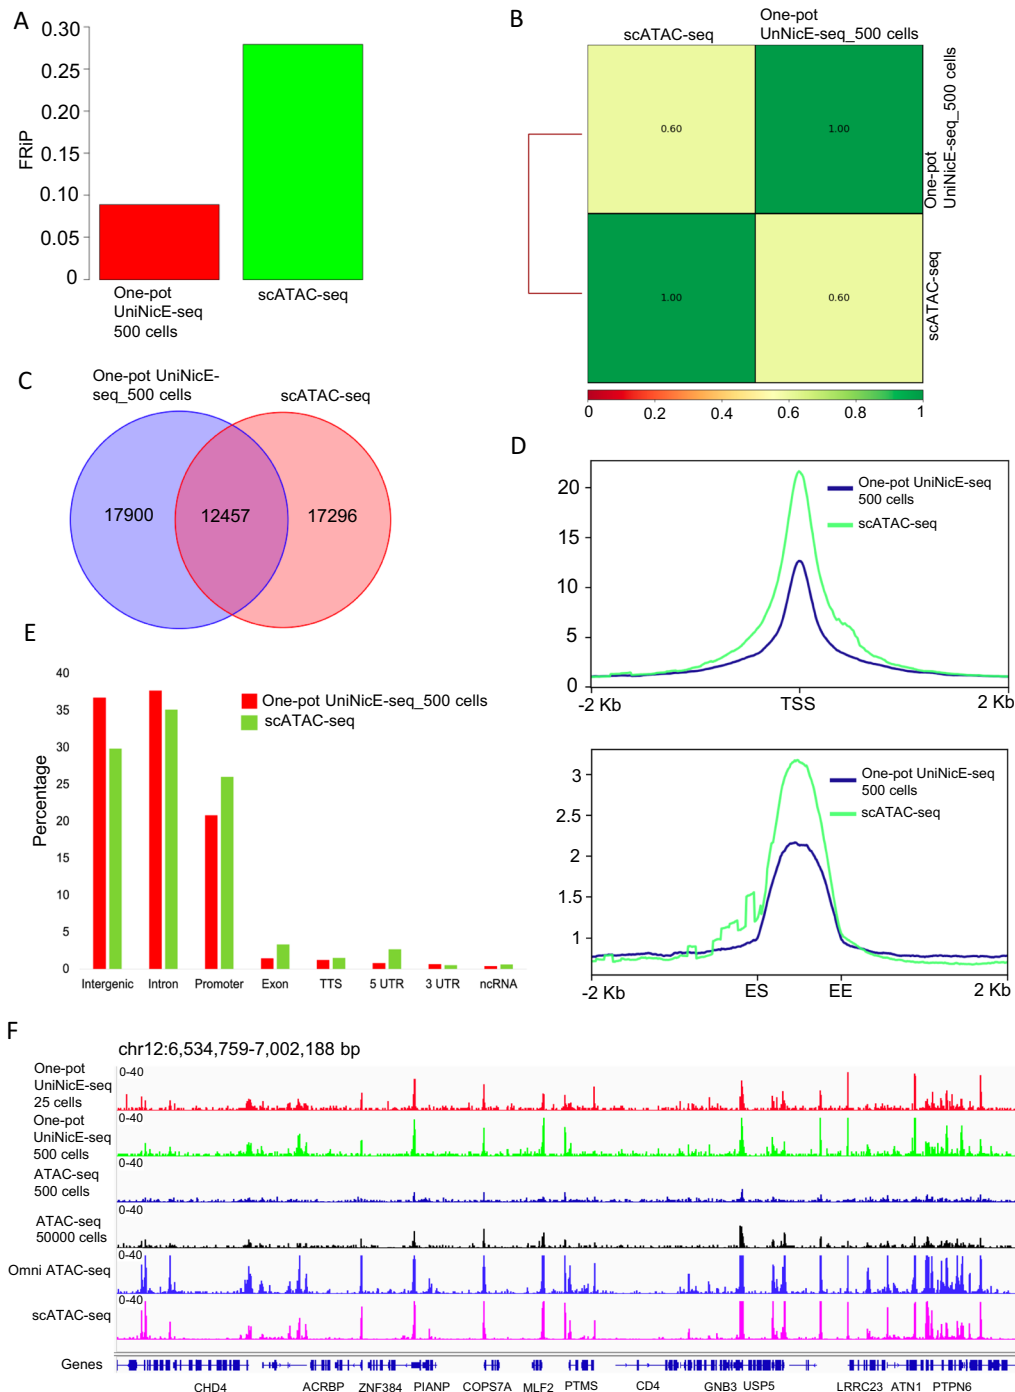 A
0.30
0.25
0.20
0.15
0.10
0.05
0
FRiP
One-pot
UniNicE-seq
500 cells
scATAC-seq
B
scATAC-seq
One-pot
UnNicE-seq_500 cells
0.60
1.00
1.00
0.60
One-pot
UniNicE-seq_500 cells
scATAC-seq
0
0.2
0.4
0.6
0.8
1
C
One-pot UniNicE-
seq_500 cells
scATAC-seq
17900
12457
17296
D
20
15
10
5
0
One-pot UniNicE-seq
500 cells
scATAC-seq
-2 Kb
TSS
2 Kb
3
2.5
2
1.5
1
One-pot UniNicE-seq
500 cells
scATAC-seq
-2 Kb
ES
EE
2 Kb
E
40
35
30
25
20
15
10
5
0
Percentage
One-pot UniNicE-seq_500 cells
scATAC-seq
Intergenic
Intron
Promoter
Exon
TTS
5 UTR
3 UTR
ncRNA
F
chr12:6,534,759-7,002,188 bp
One-pot
UniNicE-seq
25 cells
0-40
One-pot
UniNicE-seq
500 cells
0-40
ATAC-seq
500 cells
0-40
ATAC-seq
50000 cells
0-40
Omni ATAC-seq
0-40
scATAC-seq
0-40
Genes
CHD4
ACRBP
ZNF384
PIANP
COPS7A
MLF2
PTMS
CD4
GNB3
USP5
LRRC23
ATN1
PTPN6